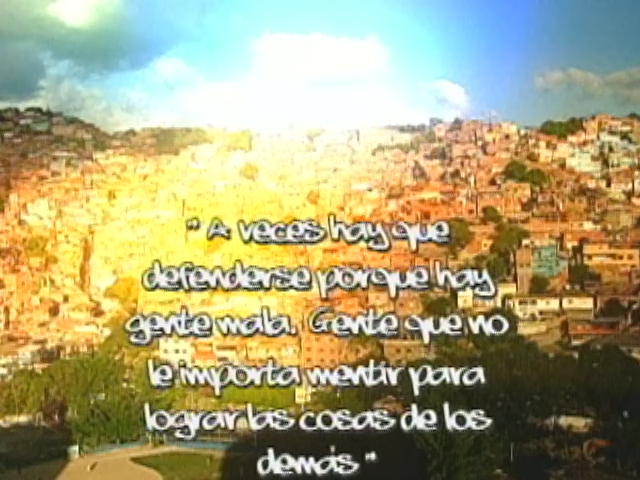 " A veces hay que
defenderse porque hay
gente mala. Gente que no
le importa mentir para
lograr las cosas de los
demás "